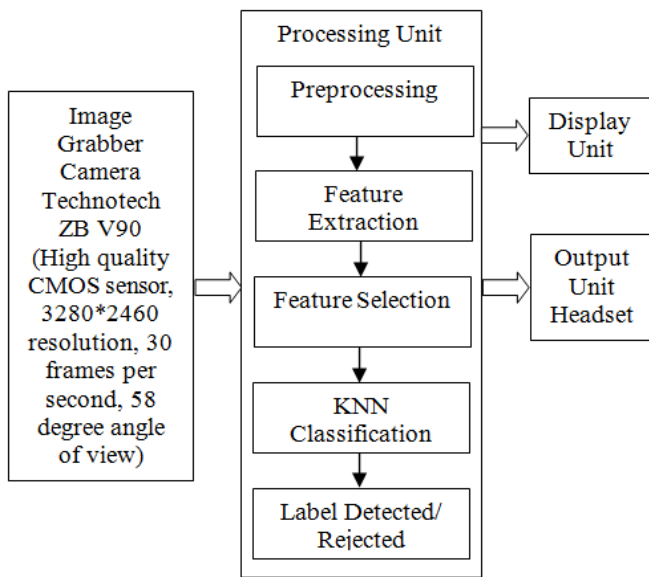 Image
Grabber
Camera
Technotech
ZB V90
(High quality
CMOS sensor,
3280*2460
resolution, 30
frames per
second, 58
degree angle
of view)
Processing Unit
Preprocessing
Feature
Extraction
Feature Selection
KNN
Classification
Label Detected/
Rejected
Display
Unit
Output
Unit
Headset